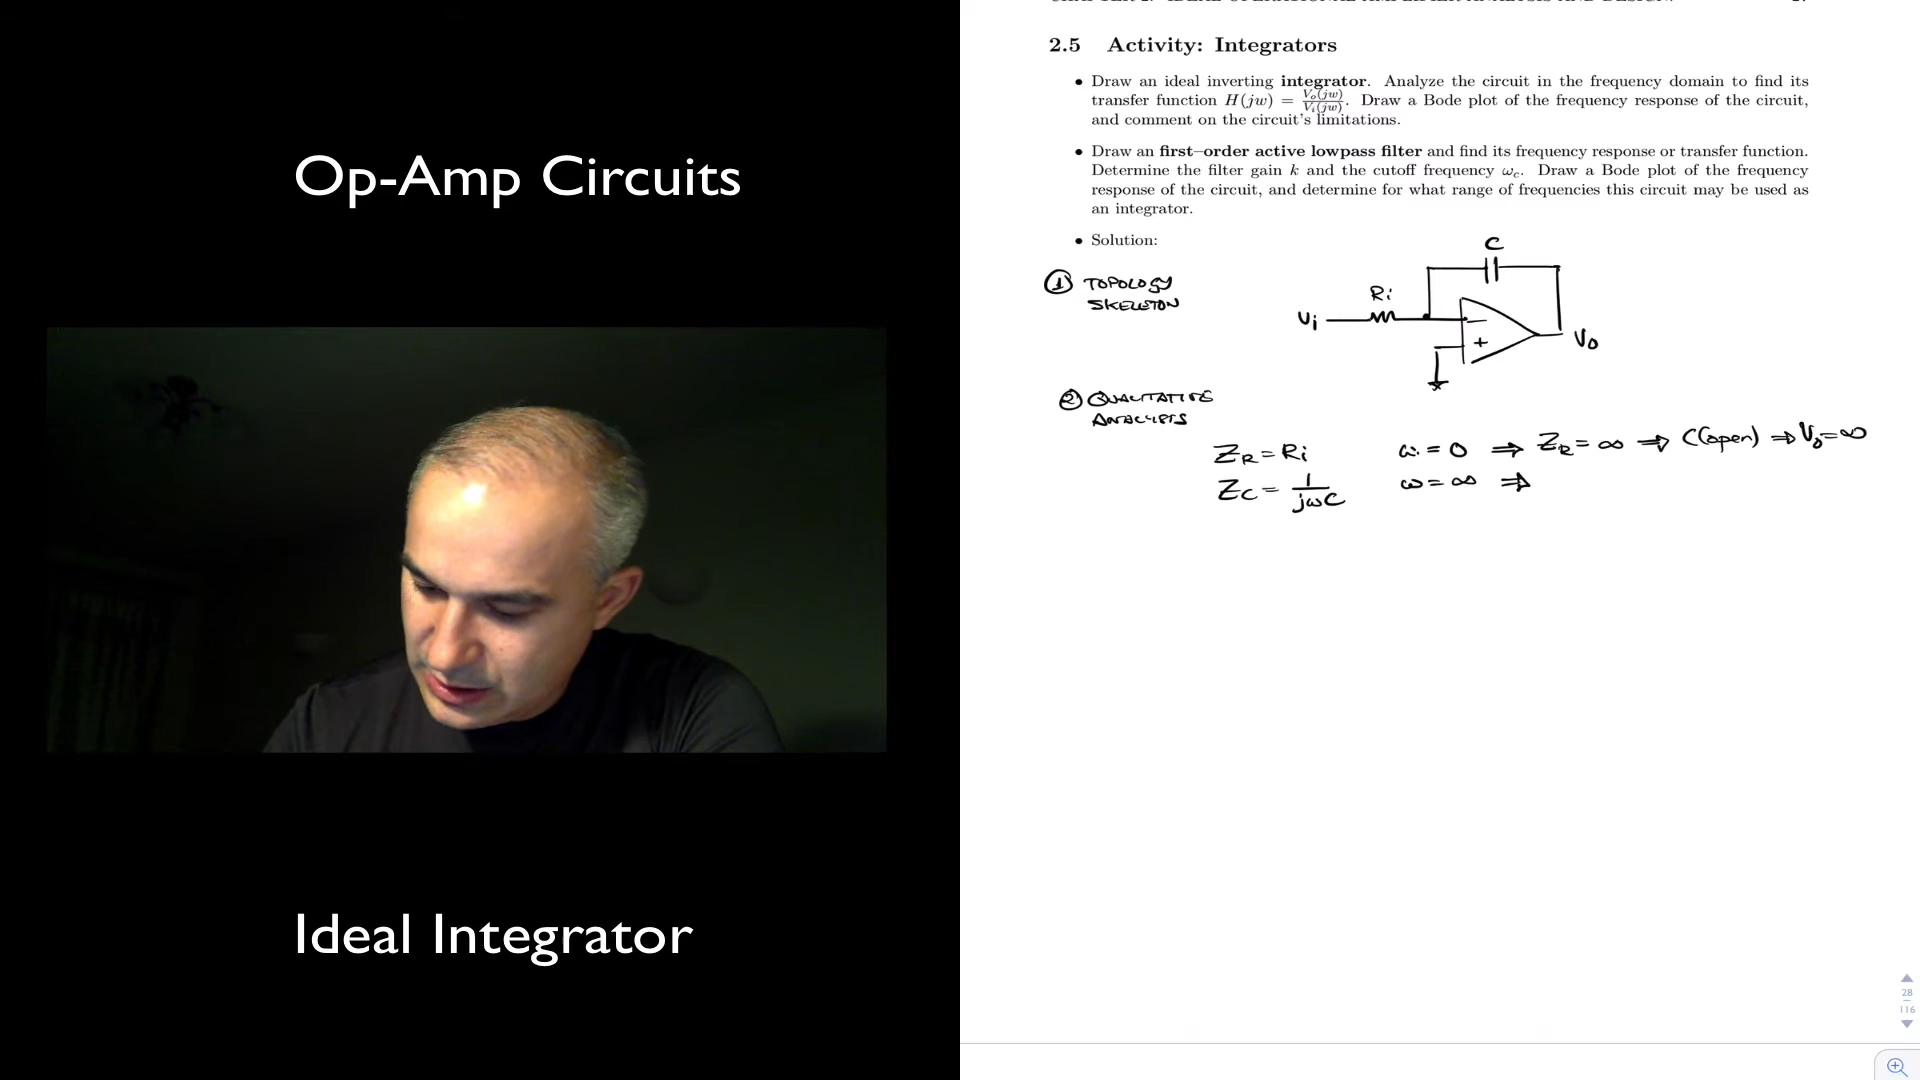 Op-Amp Circuits
Ideal Integrator
2.5 Activity: Integrators
• Draw an ideal inverting integrator. Analyze the circuit in the frequency domain to find its
transfer function H(jw) = Vo(jw)/Vi(jw). Draw a Bode plot of the frequency response of the circuit,
and comment on the circuit's limitations.
• Draw an first–order active lowpass filter and find its frequency response or transfer function.
Determine the filter gain k and the cutoff frequency ωc. Draw a Bode plot of the frequency
response of the circuit, and determine for what range of frequencies this circuit may be used as
an integrator.
• Solution:
① TOPOLOGY
SKELETON
C
Ri
Vi
−
+
Vo
② QUALITATIVE
ANALYSIS
ZR = Ri
ω = 0 ⇒ ZR = ∞ ⇒ C(open) ⇒ Vo = ∞
ZC = 1/jωC
ω = ∞ ⇒
28
116